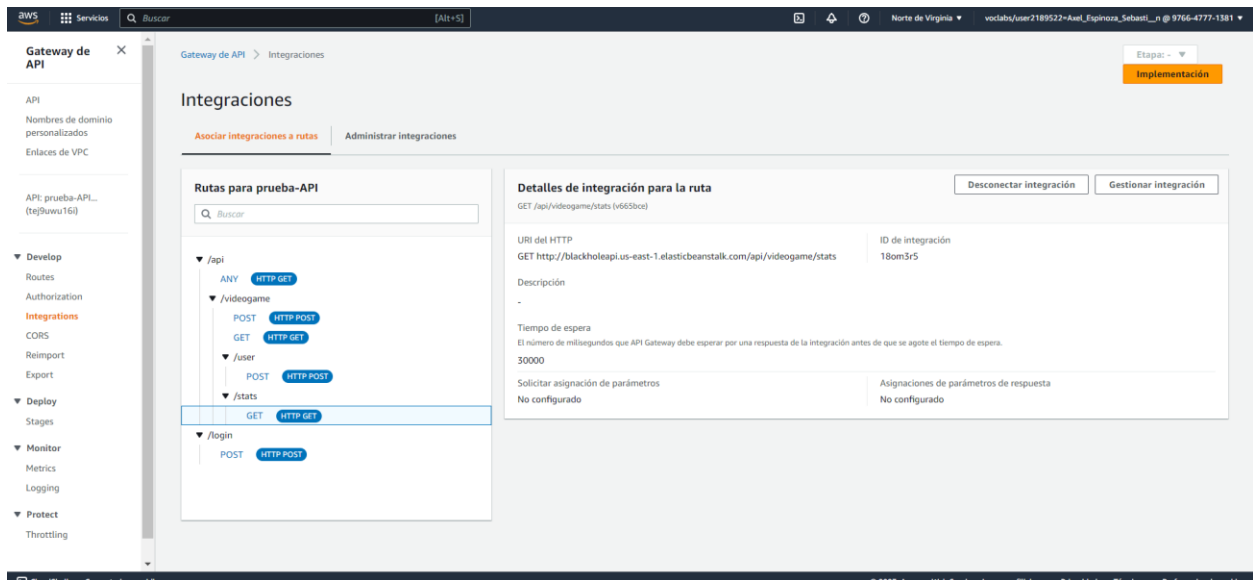 aws
Servicios
Buscar
[Alt+S]
Norte de Virginia
voclabs/user2189522=Axel_Espinoza_Sebasti__n @ 9766-4777-1381
Gateway de API
API
Nombres de dominio personalizados
Enlaces de VPC
API: prueba-API...
(tej9uwu16i)
Develop
Routes
Authorization
Integrations
CORS
Reimport
Export
Deploy
Stages
Monitor
Metrics
Logging
Protect
Throttling
Gateway de API > Integraciones
Etapa: -
Implementación
Integraciones
Asociar integraciones a rutas
Administrar integraciones
Rutas para prueba-API
Buscar
/api
ANY HTTP GET
/videogame
POST HTTP POST
GET HTTP GET
/user
POST HTTP POST
/stats
GET HTTP GET
/login
POST HTTP POST
Detalles de integración para la ruta
GET /api/videogame/stats (v665bce)
Desconectar integración
Gestionar integración
URI del HTTP
GET http://blackholeapi.us-east-1.elasticbeanstalk.com/api/videogame/stats
ID de integración
18om3r5
Descripción
-
Tiempo de espera
El número de milisegundos que API Gateway debe esperar por una respuesta de la integración antes de que se agote el tiempo de espera.
30000
Solicitar asignación de parámetros
No configurado
Asignaciones de parámetros de respuesta
No configurado